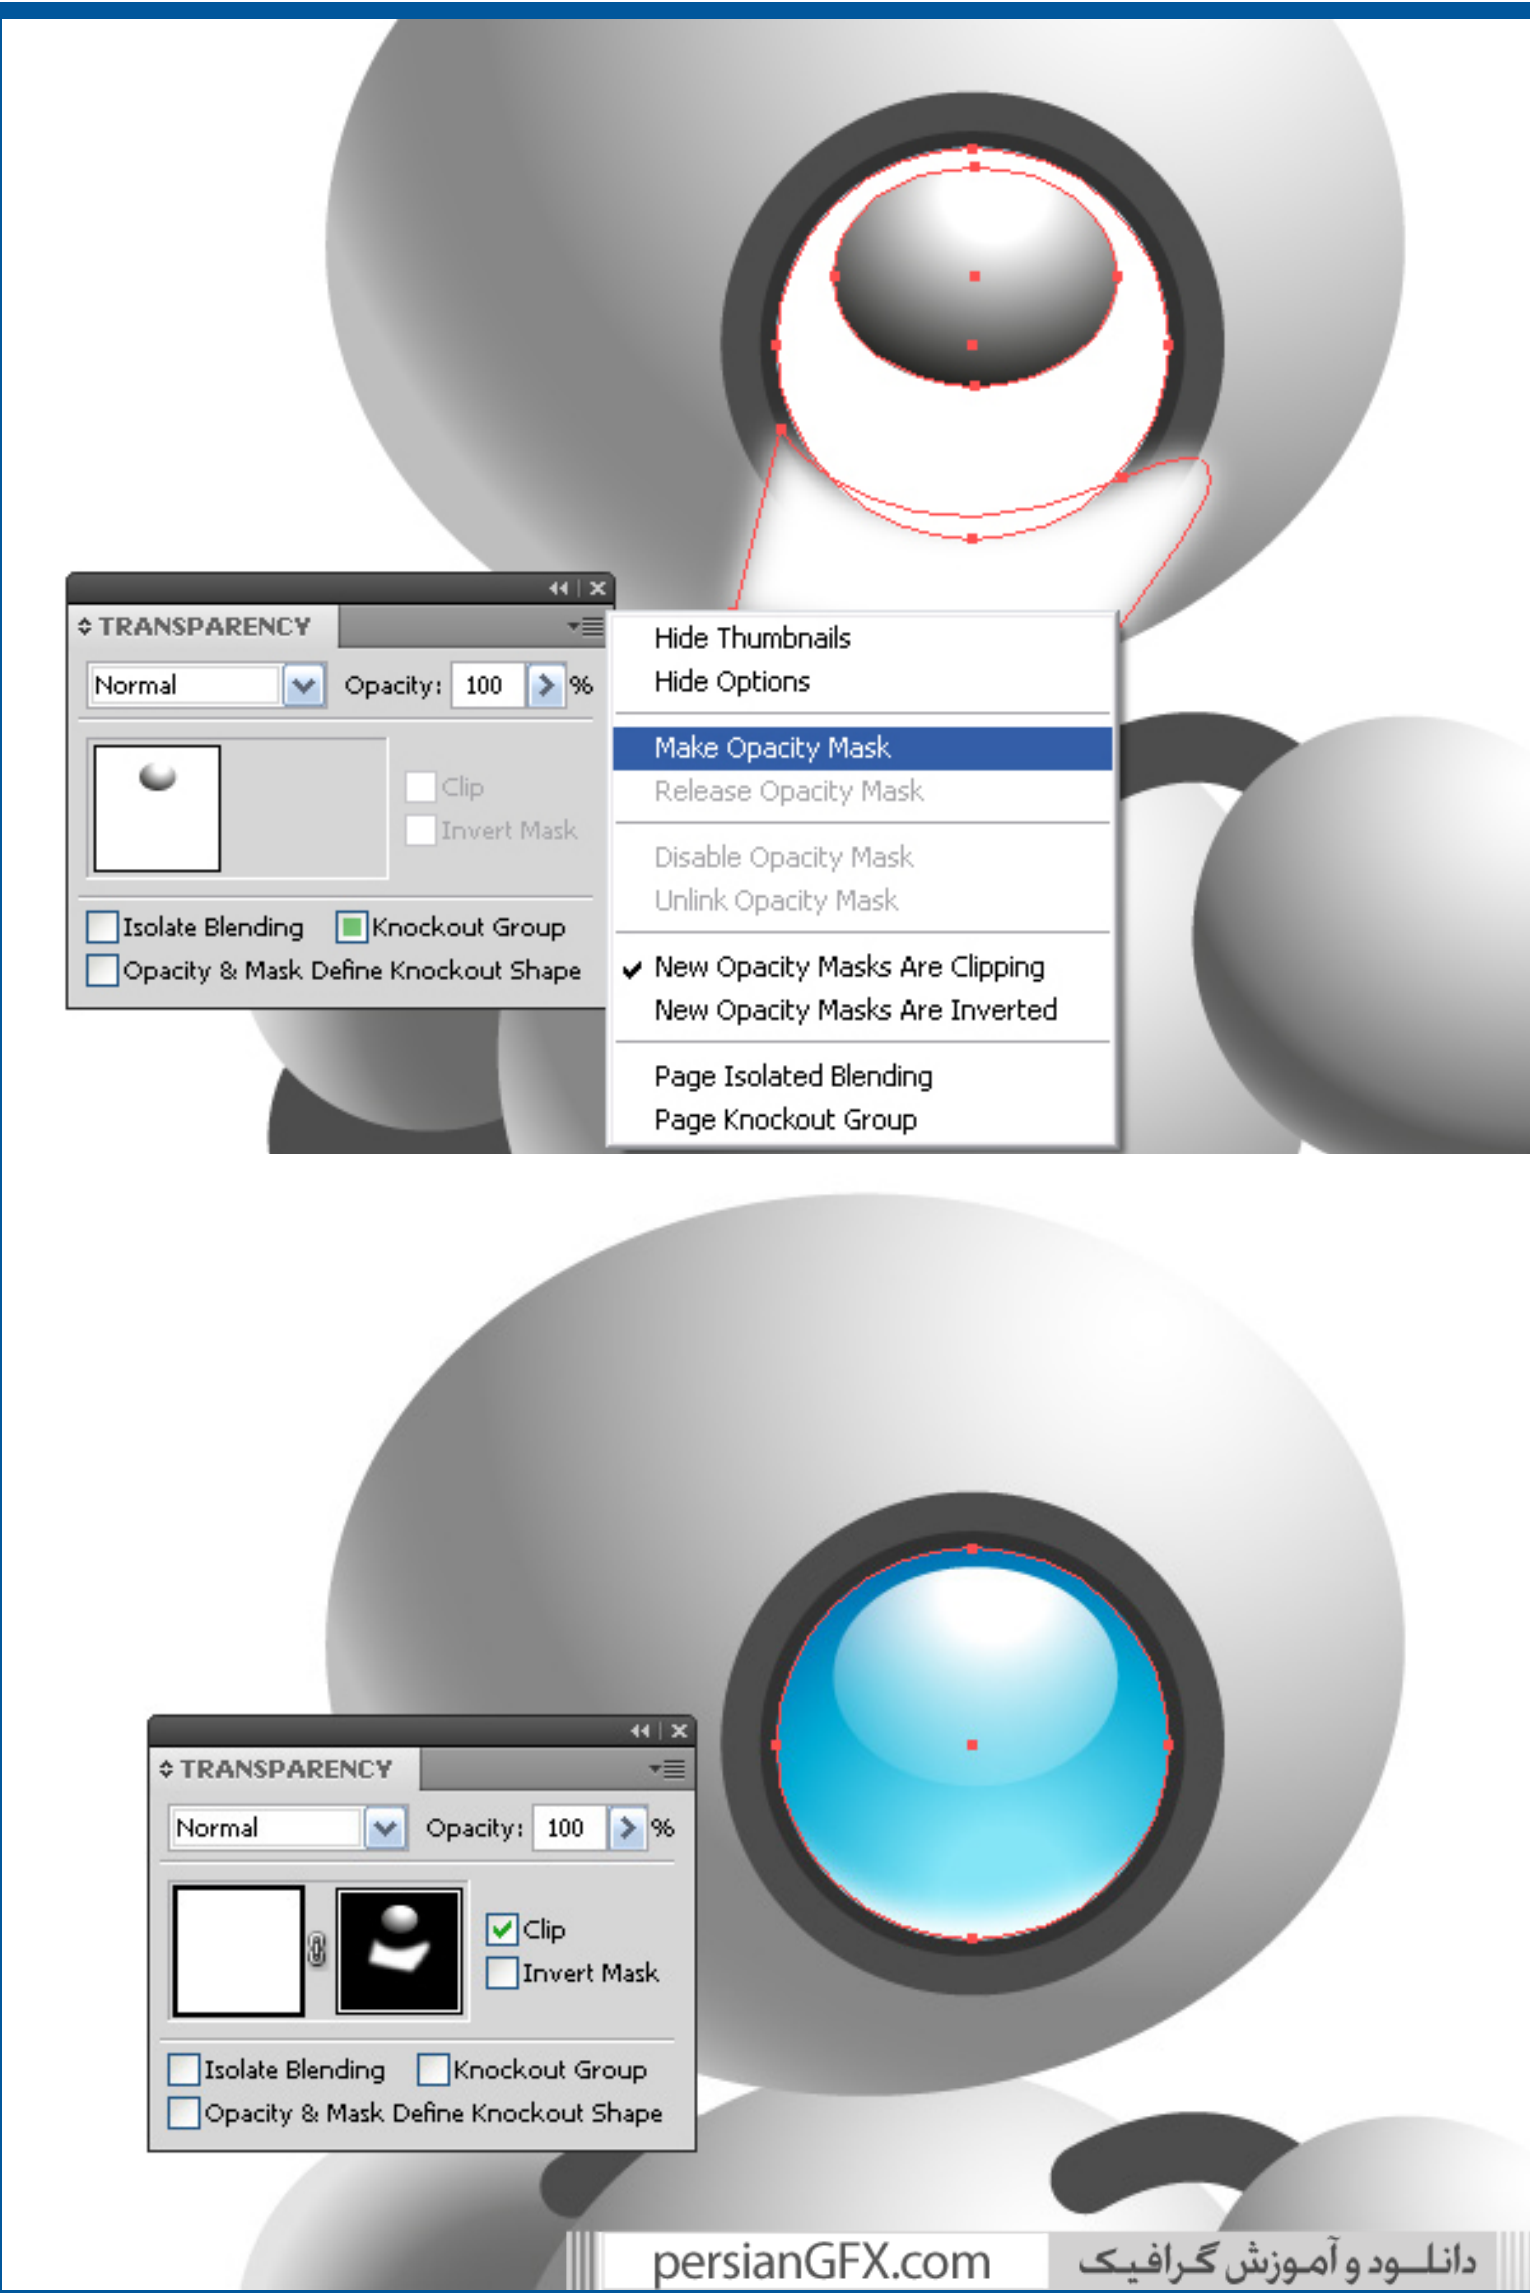 TRANSPARENCY
Normal Opacity: 100 %
Clip
Invert Mask
Isolate Blending Knockout Group
Opacity & Mask Define Knockout Shape
Hide Thumbnails
Hide Options
Make Opacity Mask
Release Opacity Mask
Disable Opacity Mask
Unlink Opacity Mask
New Opacity Masks Are Clipping
New Opacity Masks Are Inverted
Page Isolated Blending
Page Knockout Group
TRANSPARENCY
Normal Opacity: 100 %
Clip
Invert Mask
Isolate Blending Knockout Group
Opacity & Mask Define Knockout Shape
persianGFX.com دانلــود و آموزش گرافیک